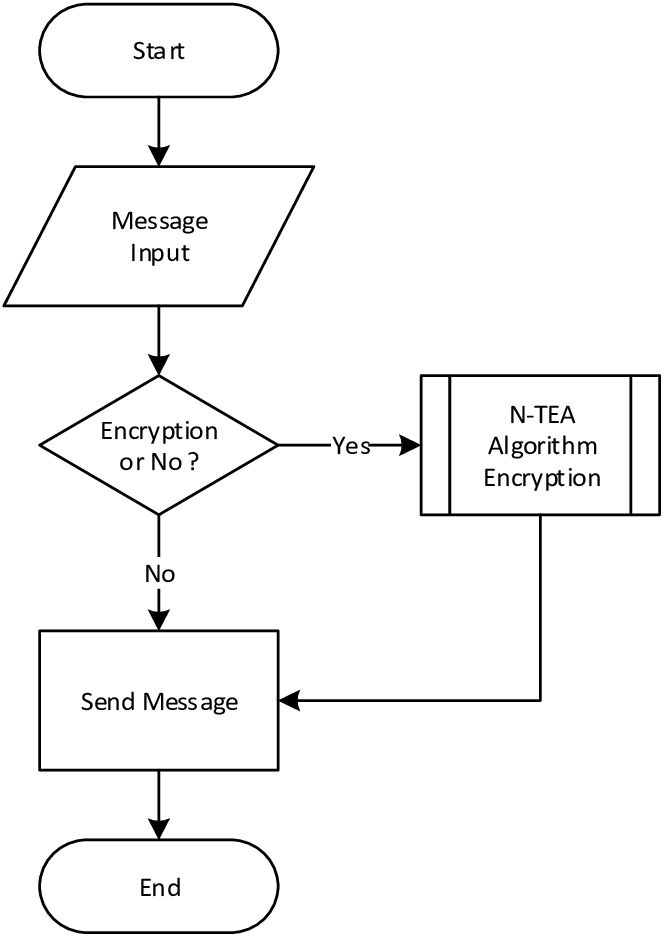 Start
Message
Input
Encryption
or No?
Yes
N-TEA
Algorithm
Encryption
No
Send Message
End